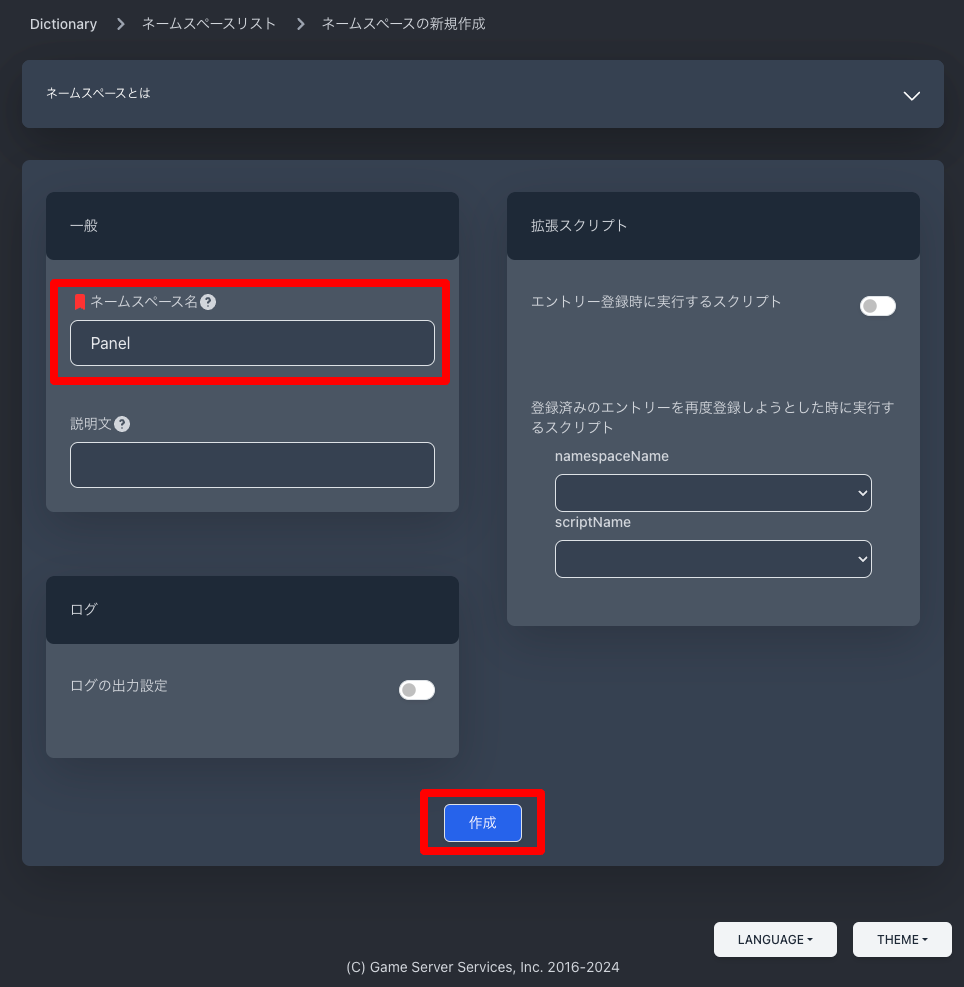 Dictionary > ネームスペースリスト > ネームスペースの新規作成
ネームスペースとは
一般
ネームスペース名?
Panel
説明文?
ログ
ログの出力設定
拡張スクリプト
エントリー登録時に実行するスクリプト
登録済みのエントリーを再度登録しようとした時に実行す
るスクリプト
namespaceName
scriptName
作成
LANGUAGE
THEME
(C) Game Server Services, Inc. 2016-2024